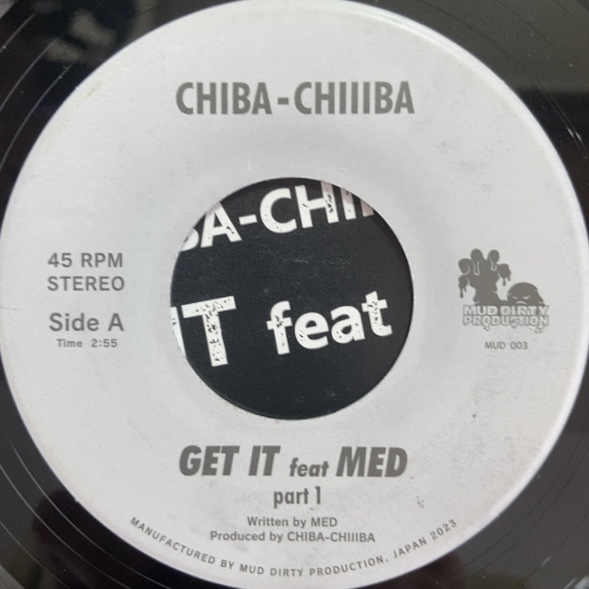 CHIBA-CHIIIBA
45 RPM
STEREO
Side A
Time 2:55
BA-CHII
IT feat
MUD DIRTY
PRODUCTION
MUD 003
GET IT feat MED
part 1
Written by MED
Produced by CHIBA-CHIIIBA
MANUFACTURED BY MUD DIRTY PRODUCTION, JAPAN 2023